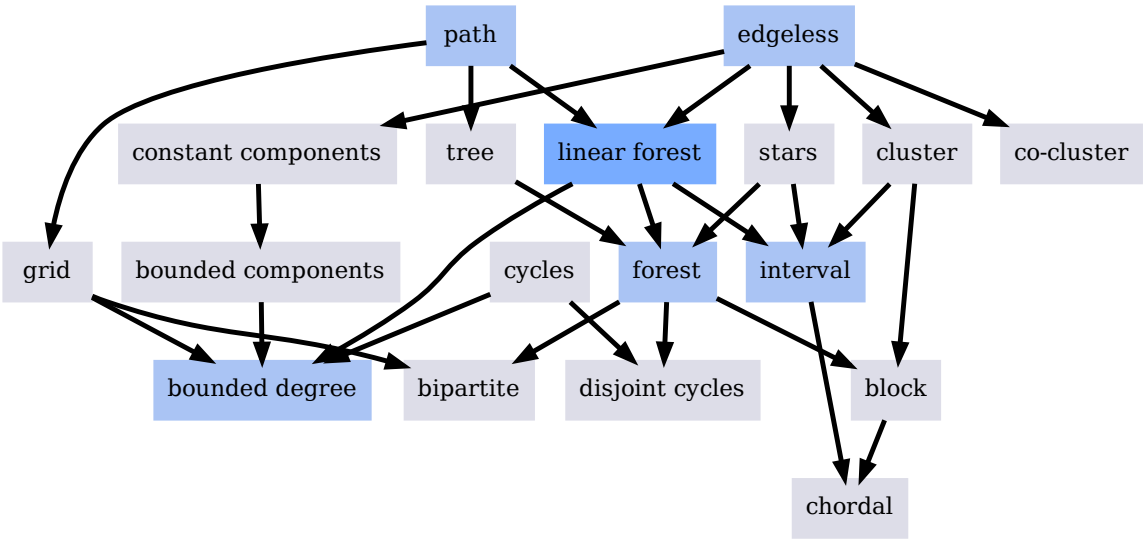 path
edgeless
constant components
tree
linear forest
stars
cluster
co-cluster
grid
bounded components
cycles
forest
interval
bounded degree
bipartite
disjoint cycles
block
chordal